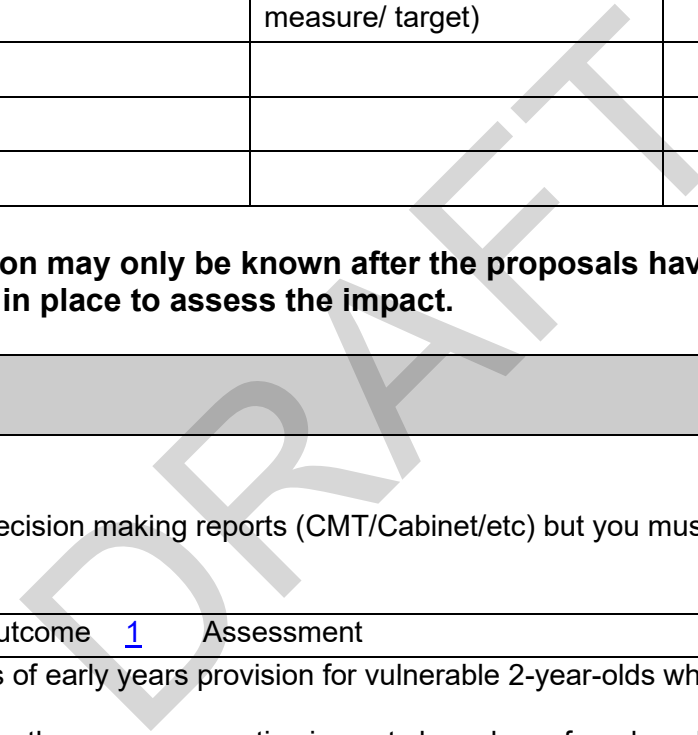 measure/ target)
on may only be known after the proposals hav
in place to assess the impact.
ecision making reports (CMT/Cabinet/etc) but you mus
utcome 1 Assessment
s of early years provision for vulnerable 2-year-olds wh
DRAFT